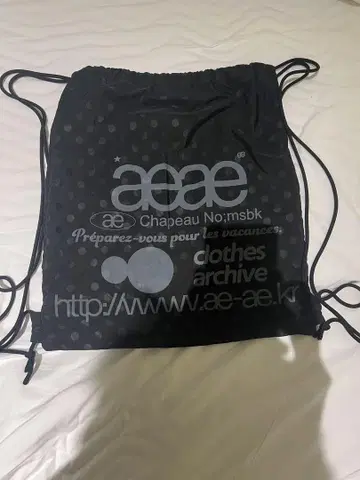 aeae
ae Chapeau No;msbk
Préparez-vous pour les vacances.
clothes
archive
http://www.ae-ae.kr